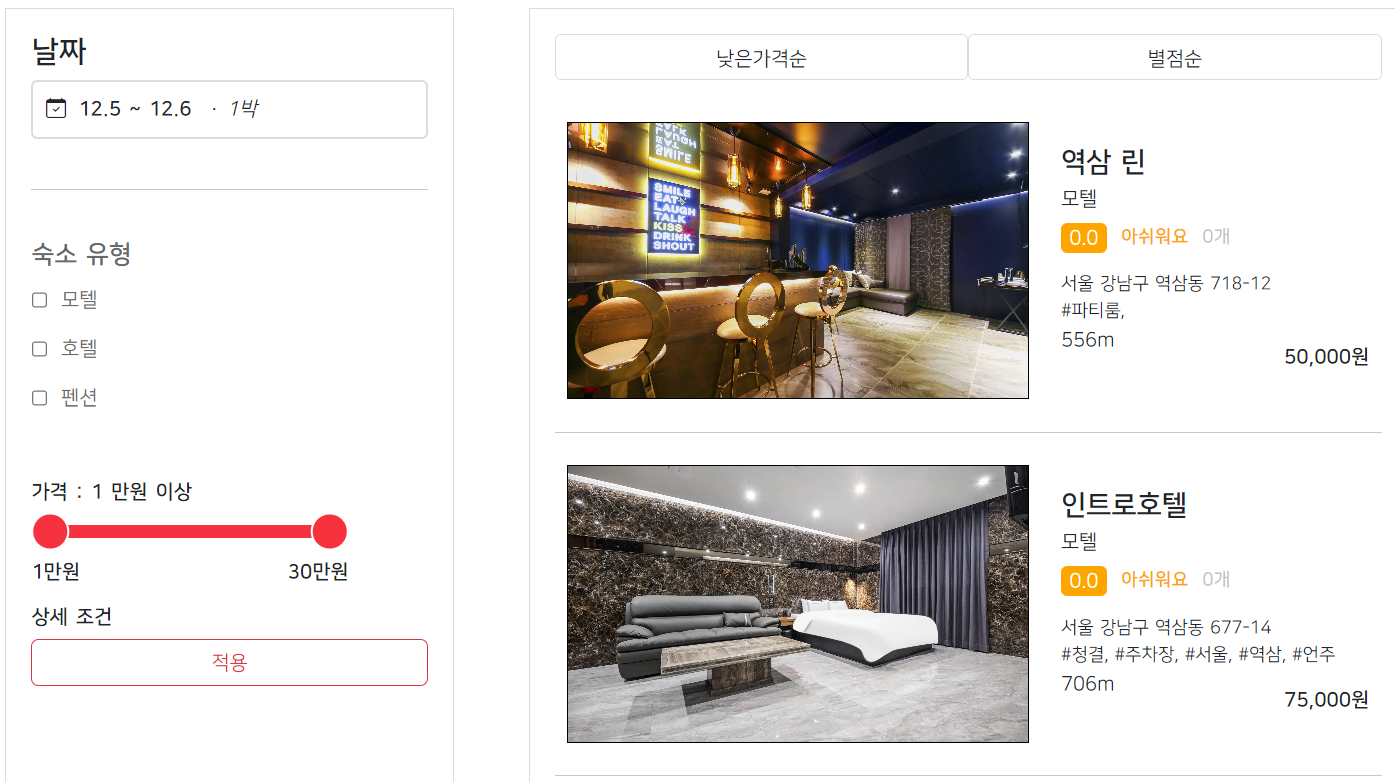 날짜
12.5 ~ 12.6 · 1박
숙소 유형
모텔
호텔
펜션
가격 : 1 만원 이상
1만원 30만원
상세 조건
적용
낮은가격순 별점순
SMILE
EAT
LAUGH
TALK
KISS
DRINK
SHOUT
역삼 린
모텔
0.0 아쉬워요 0개
서울 강남구 역삼동 718-12
#파티룸,
556m
50,000원
인트로호텔
모텔
0.0 아쉬워요 0개
서울 강남구 역삼동 677-14
#청결, #주차장, #서울, #역삼, #언주
706m
75,000원